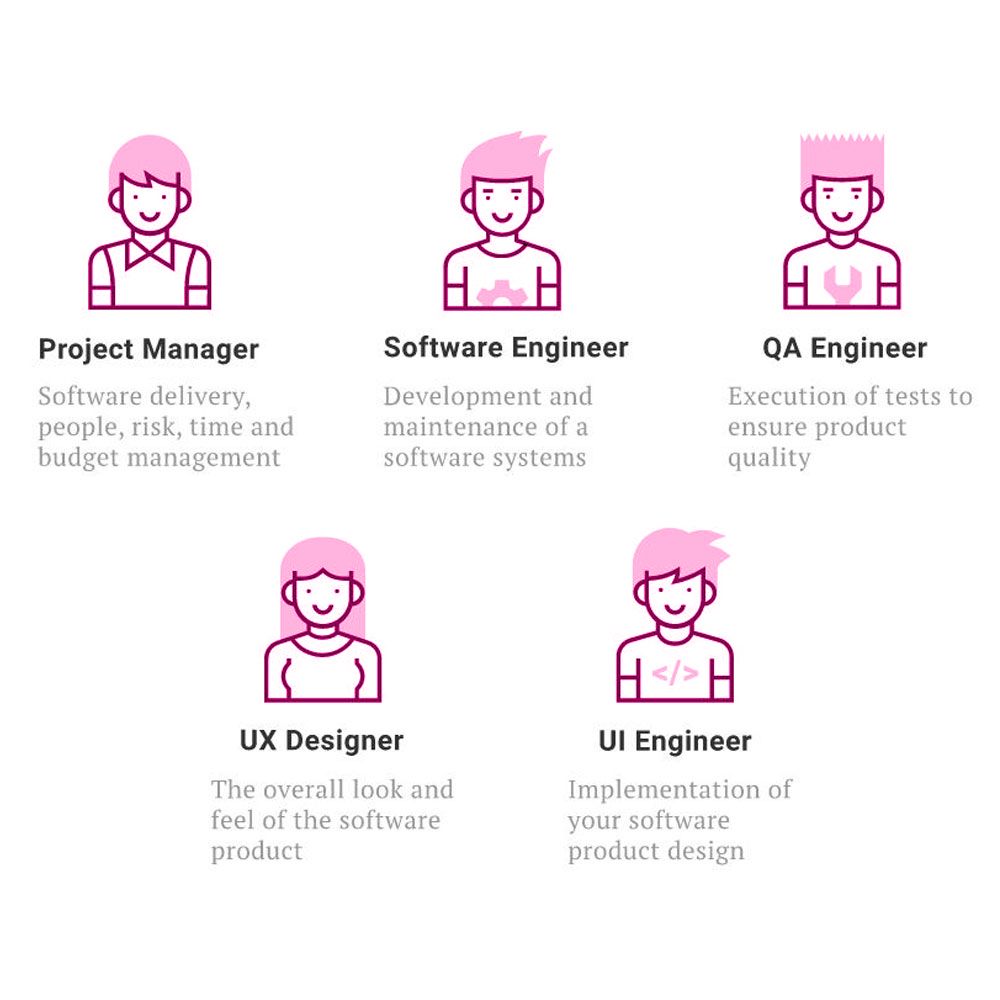 Project Manager
Software delivery,
people, risk, time and
budget management
Software Engineer
Development and
maintenance of a
software systems
QA Engineer
Execution of tests to
ensure product
quality
UX Designer
The overall look and
feel of the software
product
</>
UI Engineer
Implementation of
your software
product design